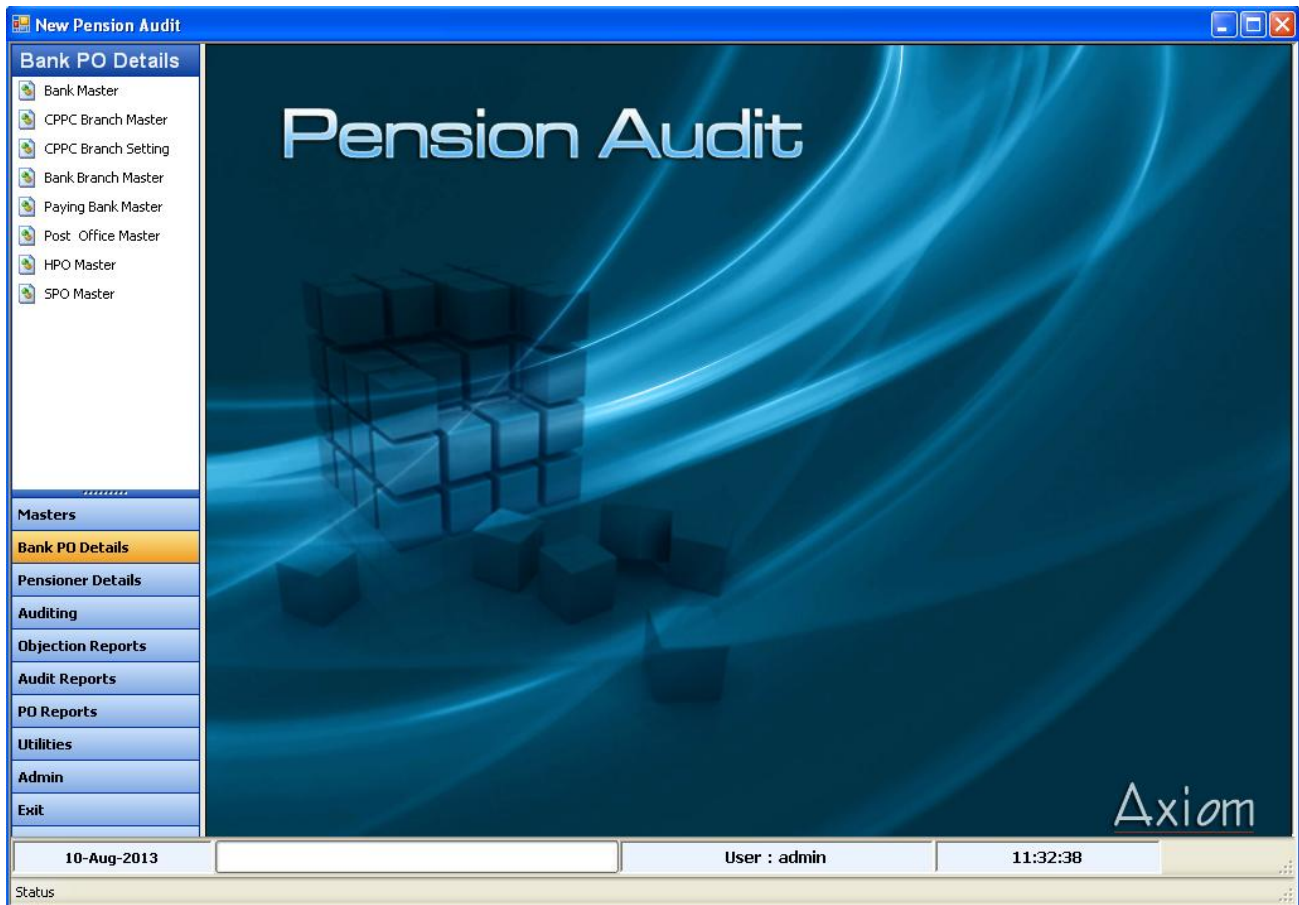 New Pension Audit
Bank PO Details
Bank Master
CPPC Branch Master
CPPC Branch Setting
Bank Branch Master
Paying Bank Master
Post Office Master
HPO Master
SPO Master
Masters
Bank PO Details
Pensioner Details
Auditing
Objection Reports
Audit Reports
PO Reports
Utilities
Admin
Exit
Pension Audit
Axiom
10-Aug-2013
User : admin
11:32:38
Status